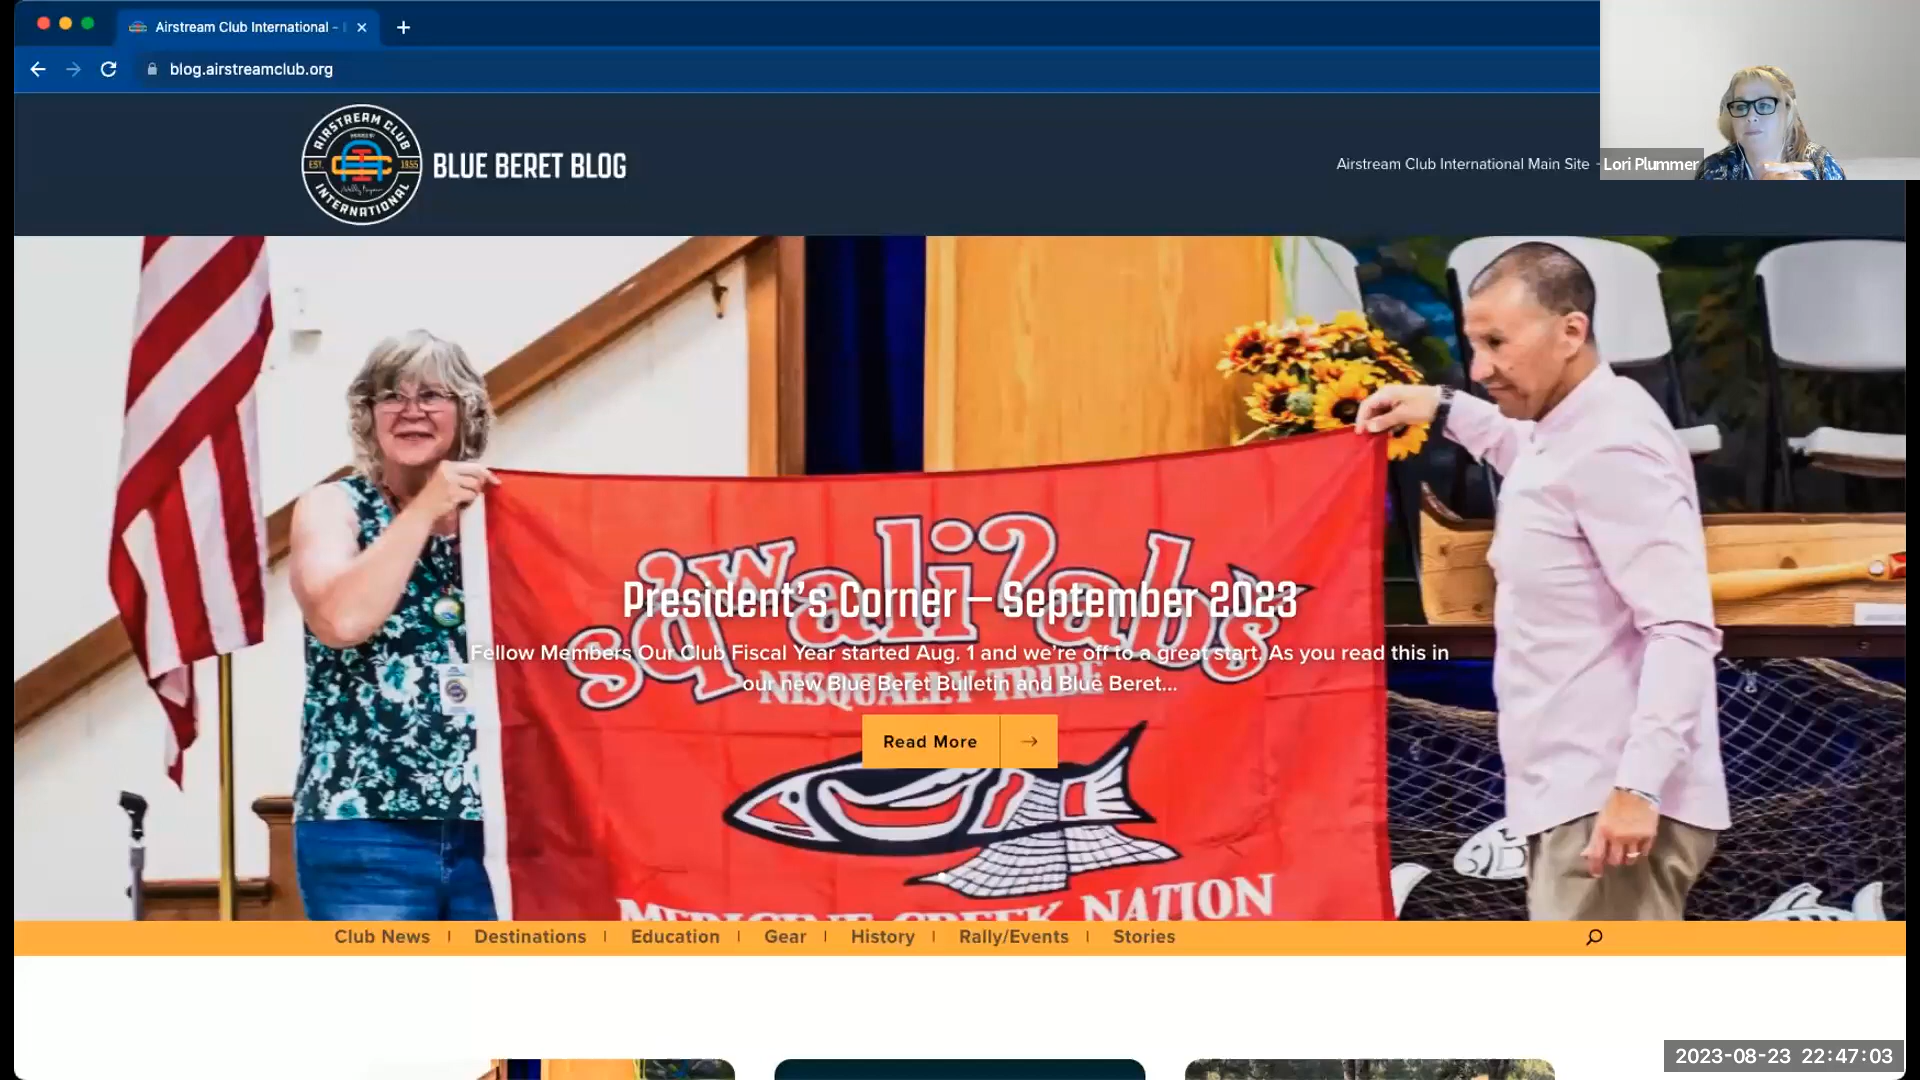 Airstream Club International -
blog.airstreamclub.org
AIRSTREAM CLUB
EST. 1955
INTERNATIONAL
BLUE BERET BLOG
Airstream Club International Main Site
Lori Plummer
President's Corner – September 2023
Fellow Members Our Club Fiscal Year started Aug. 1 and we're off to a great start. As you read this in
our new Blue Beret Bulletin and Blue Beret...
Read More →
sqʷaliʔabš
NISQUALLY TRIBE
MEDICINE CREEK NATION
Club News | Destinations | Education | Gear | History | Rally/Events | Stories
2023-08-23 22:47:03